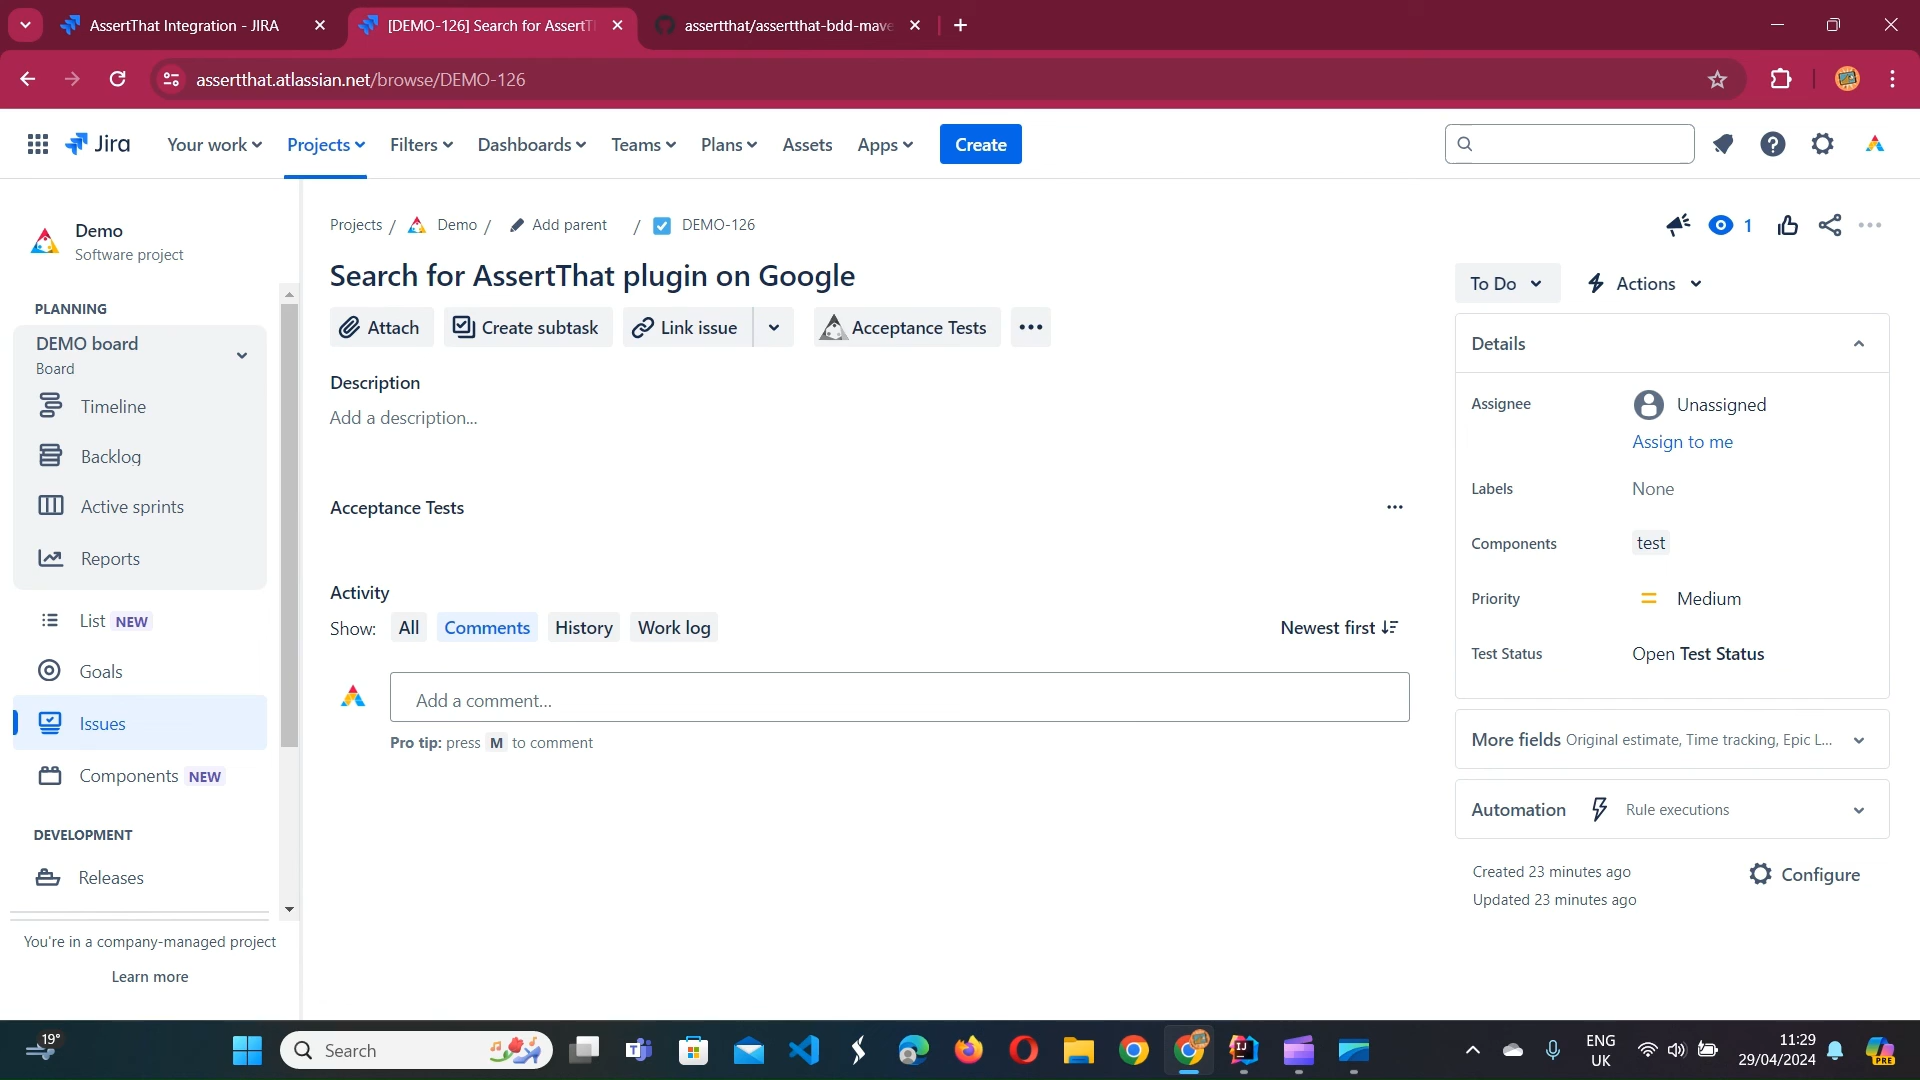 AssertThat Integration - JIRA
[DEMO-126] Search for AssertT
assertthat/assertthat-bdd-mave
assertthat.atlassian.net/browse/DEMO-126
Jira
Your work
Projects
Filters
Dashboards
Teams
Plans
Assets
Apps
Create
Demo
Software project
PLANNING
DEMO board
Board
Timeline
Backlog
Active sprints
Reports
List NEW
Goals
Issues
Components NEW
DEVELOPMENT
Releases
You're in a company-managed project
Learn more
Projects / Demo / Add parent / DEMO-126
1
Search for AssertThat plugin on Google
Attach
Create subtask
Link issue
Acceptance Tests
Description
Add a description...
Acceptance Tests
Activity
Show: All Comments History Work log
Newest first
Add a comment...
Pro tip: press M to comment
To Do
Actions
Details
Assignee
Unassigned
Assign to me
Labels
None
Components
test
Priority
Medium
Test Status
Open Test Status
More fields Original estimate, Time tracking, Epic L...
Automation Rule executions
Created 23 minutes ago
Updated 23 minutes ago
Configure
19°
Search
ENG
UK
11:29
29/04/2024
PRE